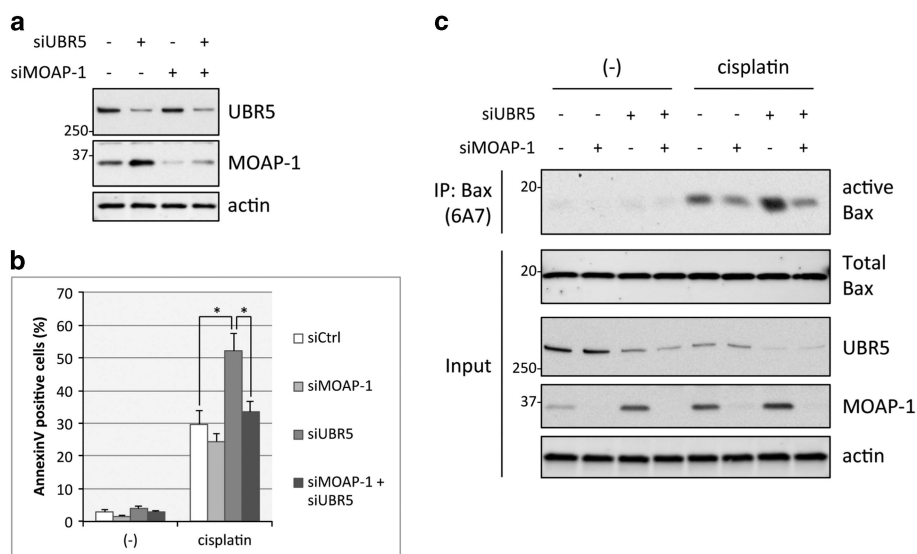 a
siUBR5 - + - +
siMOAP-1 - - + +
UBR5
250-
37-
MOAP-1
actin
b
AnnexinV positive cells (%)
70
60
50
40
30
20
10
0
* *
(-) cisplatin
siCtrl
siMOAP-1
siUBR5
siMOAP-1 +
siUBR5
c
(-) cisplatin
siUBR5 - - + + - - + +
siMOAP-1 - + - + - + - +
IP: Bax
(6A7)
20-
active
Bax
Input
20-
Total
Bax
UBR5
250-
37-
MOAP-1
actin